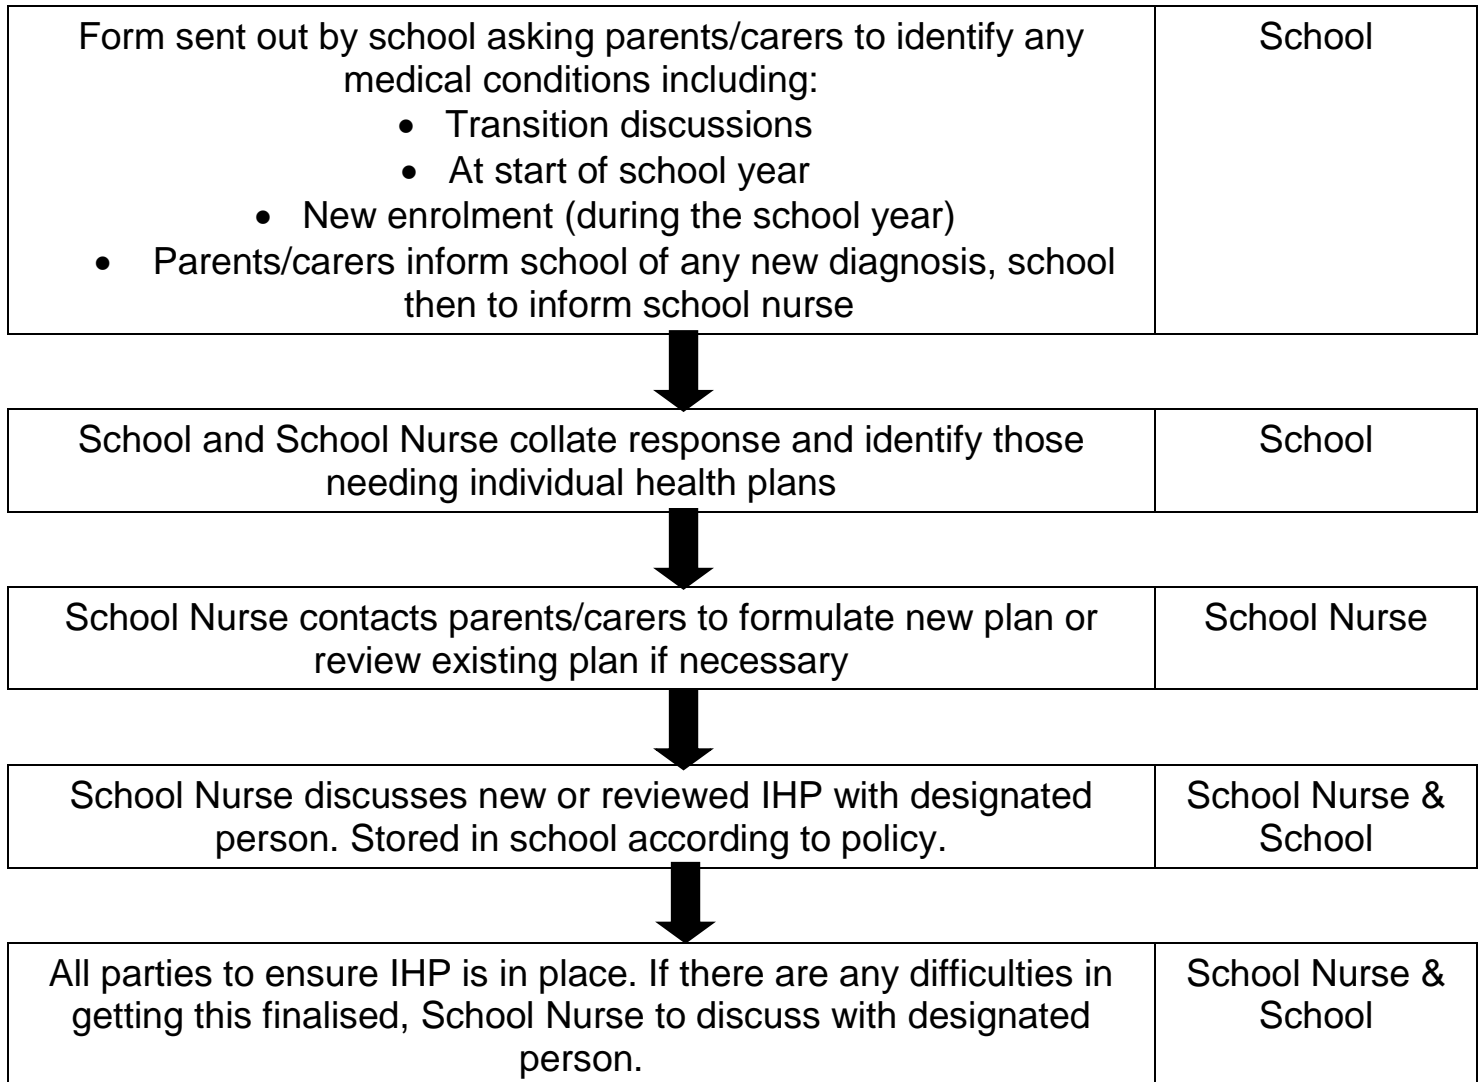 Form sent out by school asking parents/carers to identify any
medical conditions including:
• Transition discussions
• At start of school year
• New enrolment (during the school year)
• Parents/carers inform school of any new diagnosis, school
then to inform school nurse
School
School and School Nurse collate response and identify those
needing individual health plans
School
School Nurse contacts parents/carers to formulate new plan or
review existing plan if necessary
School Nurse
School Nurse discusses new or reviewed IHP with designated
person. Stored in school according to policy.
School Nurse &
School
All parties to ensure IHP is in place. If there are any difficulties in
getting this finalised, School Nurse to discuss with designated
person.
School Nurse &
School